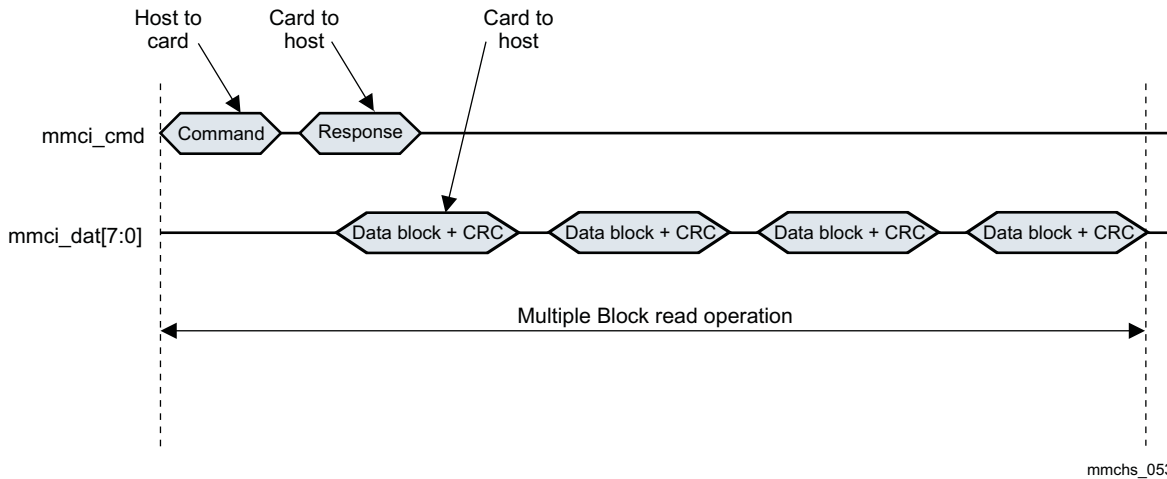 Host to
card
Card to
host
Card to
host
mmci_cmd
Command
Response
mmci_dat[7:0]
Data block + CRC
Data block + CRC
Data block + CRC
Data block + CRC
Multiple Block read operation
mmchs_053